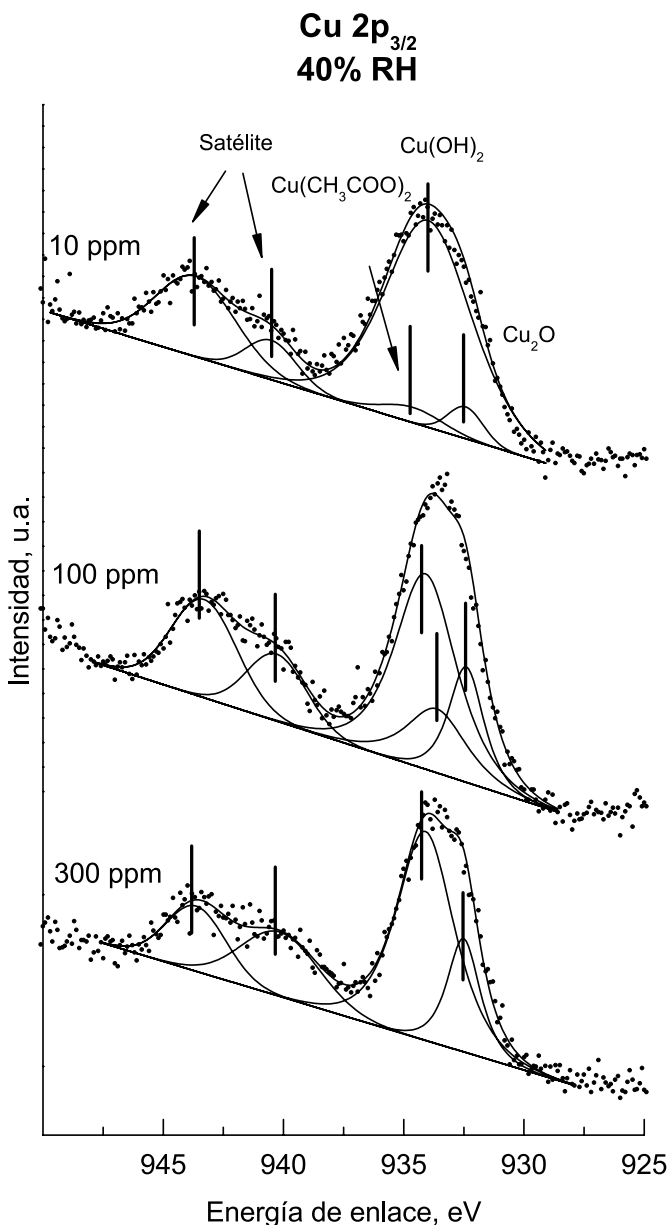 Cu 2p3/2
40% RH
Satélite
Cu(OH)2
Cu(CH3COO)2
10 ppm
Cu2O
100 ppm
300 ppm
Intensidad, u.a.
945 940 935 930 925
Energía de enlace, eV